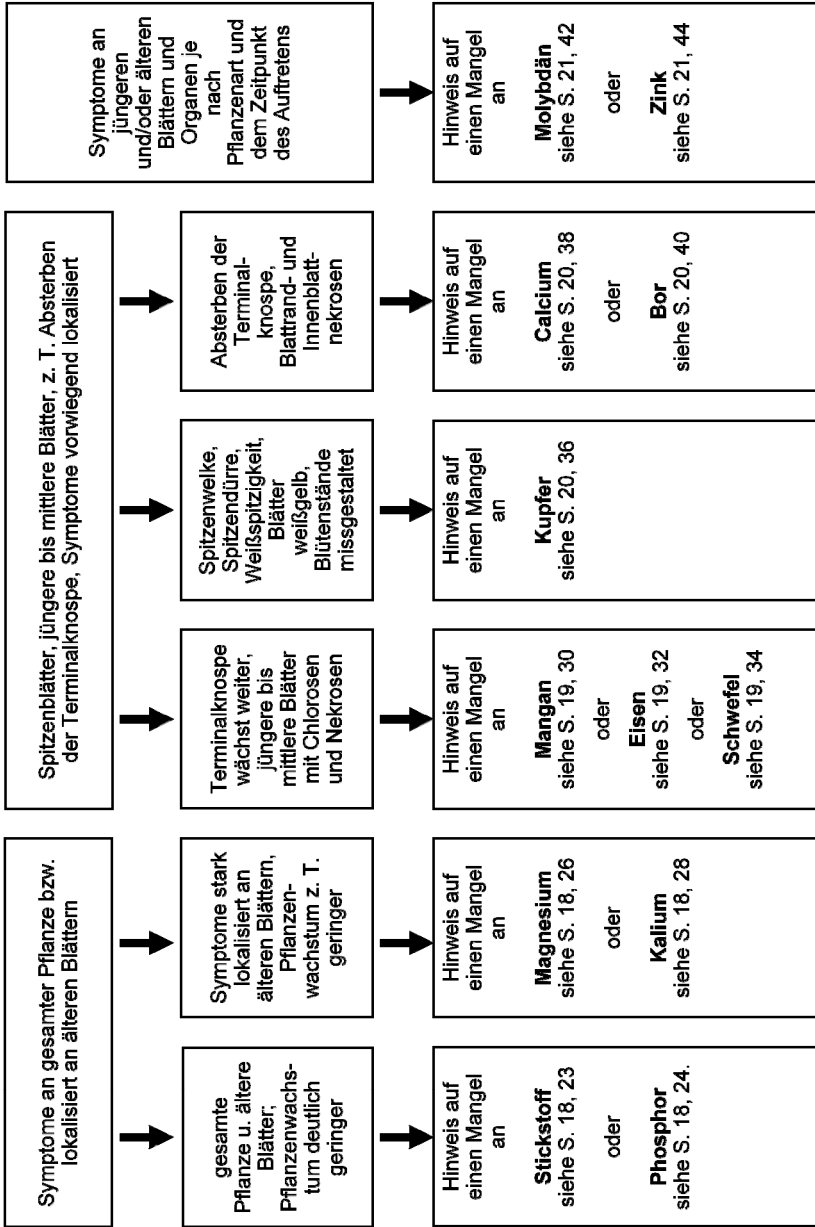 Symptome an gesamter Pflanze bzw.
lokalisiert an älteren Blättern
Spitzenblätter, jüngere bis mittlere Blätter, z. T. Absterben
der Terminalknospe, Symptome vorwiegend lokalisiert
Symptome an
jüngeren
und/oder älteren
Blättern und
Organen je
nach
Pflanzenart und
dem Zeitpunkt
des Auftretens
gesamte
Pflanze u. ältere
Blätter;
Pflanzenwachs-
tum deutlich
geringer
Symptome stark
lokalisiert an
älteren Blättern,
Pflanzen-
wachstum z. T.
geringer
Terminalknospe
wächst weiter,
jüngere bis
mittlere Blätter
mit Chlorosen
und Nekrosen
Spitzenwelke,
Spitzendürre,
Weißspitzigkeit,
Blätter
weißgelb,
Blütenstände
missgestaltet
Absterben der
Terminal-
knospe,
Blattrand- und
Innenblatt-
nekrosen
Hinweis auf
einen Mangel
an
Stickstoff
siehe S. 18, 23
oder
Phosphor
siehe S. 18, 24.
Hinweis auf
einen Mangel
an
Magnesium
siehe S. 18, 26
oder
Kalium
siehe S. 18, 28
Hinweis auf
einen Mangel
an
Mangan
siehe S. 19, 30
oder
Eisen
siehe S. 19, 32
oder
Schwefel
siehe S. 19, 34
Hinweis auf
einen Mangel
an
Kupfer
siehe S. 20, 36
Hinweis auf
einen Mangel
an
Calcium
siehe S. 20, 38
oder
Bor
siehe S. 20, 40
Hinweis auf
einen Mangel
an
Molybdän
siehe S. 21, 42
oder
Zink
siehe S. 21, 44